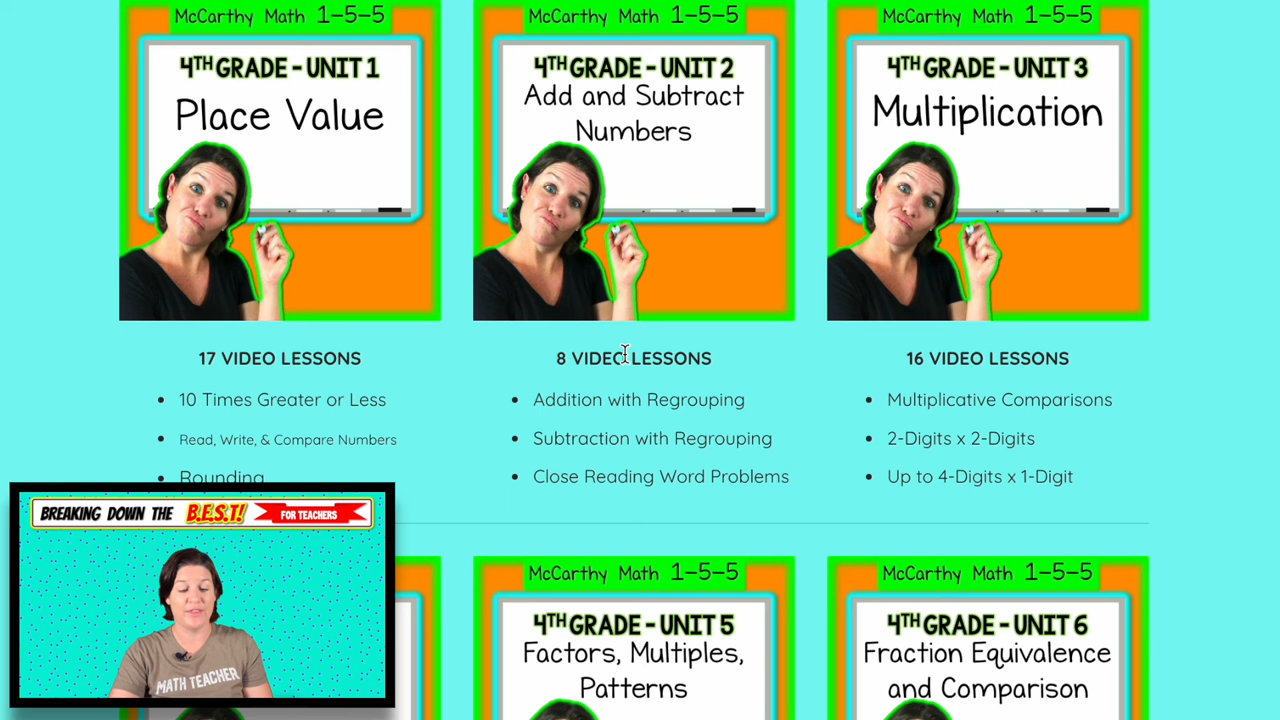 McCarthy Math 1-5-5
4TH GRADE - UNIT 1
Place Value
17 VIDEO LESSONS
• 10 Times Greater or Less
• Read, Write, & Compare Numbers
• Rounding
McCarthy Math 1-5-5
4TH GRADE - UNIT 2
Add and Subtract
Numbers
8 VIDEO LESSONS
• Addition with Regrouping
• Subtraction with Regrouping
• Close Reading Word Problems
McCarthy Math 1-5-5
4TH GRADE - UNIT 3
Multiplication
16 VIDEO LESSONS
• Multiplicative Comparisons
• 2-Digits x 2-Digits
• Up to 4-Digits x 1-Digit
BREAKING DOWN THE B.E.S.T! FOR TEACHERS
MATH TEACHER
McCarthy Math 1-5-5
4TH GRADE - UNIT 5
Factors, Multiples,
Patterns
McCarthy Math 1-5-5
4TH GRADE - UNIT 6
Fraction Equivalence
and Comparison